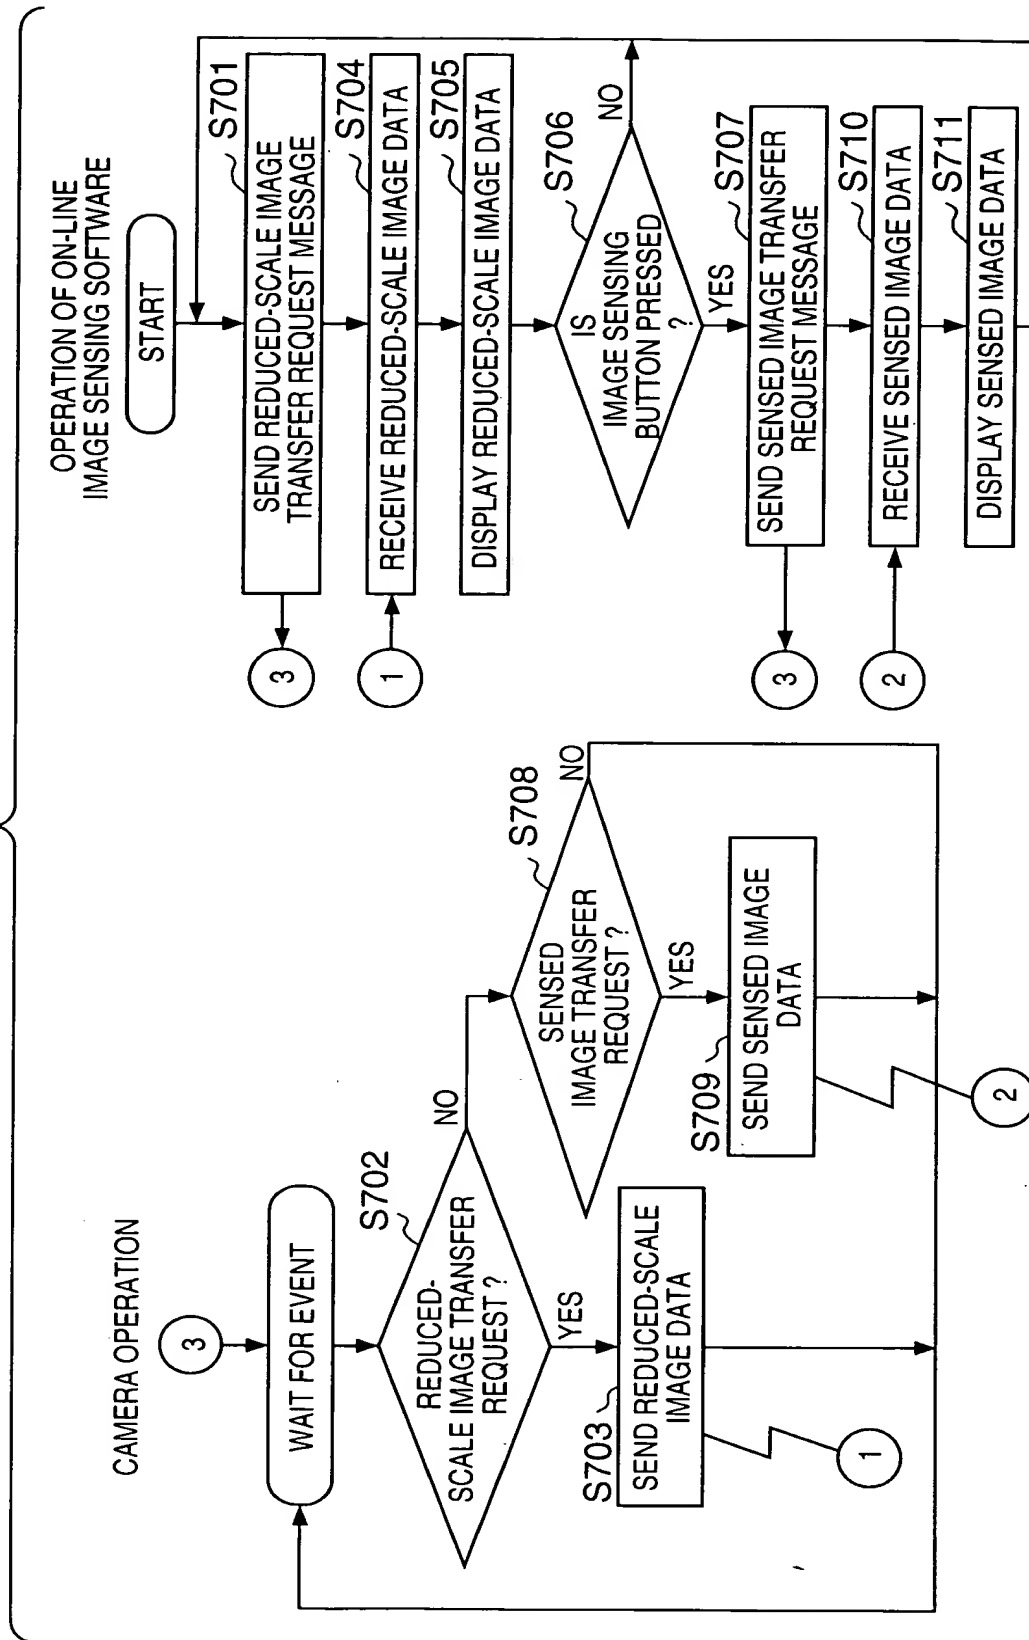 CAMERA OPERATION
3
WAIT FOR EVENT
S702
REDUCED-
SCALE IMAGE TRANSFER
REQUEST ?
NO
YES
S703
SEND REDUCED-SCALE
IMAGE DATA
1
S708
SENSED
IMAGE TRANSFER
REQUEST ?
NO
YES
S709
SEND SENSED IMAGE
DATA
2
OPERATION OF ON-LINE
IMAGE SENSING SOFTWARE
START
S701
SEND REDUCED-SCALE IMAGE
TRANSFER REQUEST MESSAGE
3
S704
RECEIVE REDUCED-SCALE IMAGE DATA
1
S705
DISPLAY REDUCED-SCALE IMAGE DATA
S706
IS
IMAGE SENSING
BUTTON PRESSED
?
NO
YES
S707
SEND SENSED IMAGE TRANSFER
REQUEST MESSAGE
3
S710
RECEIVE SENSED IMAGE DATA
2
S711
DISPLAY SENSED IMAGE DATA